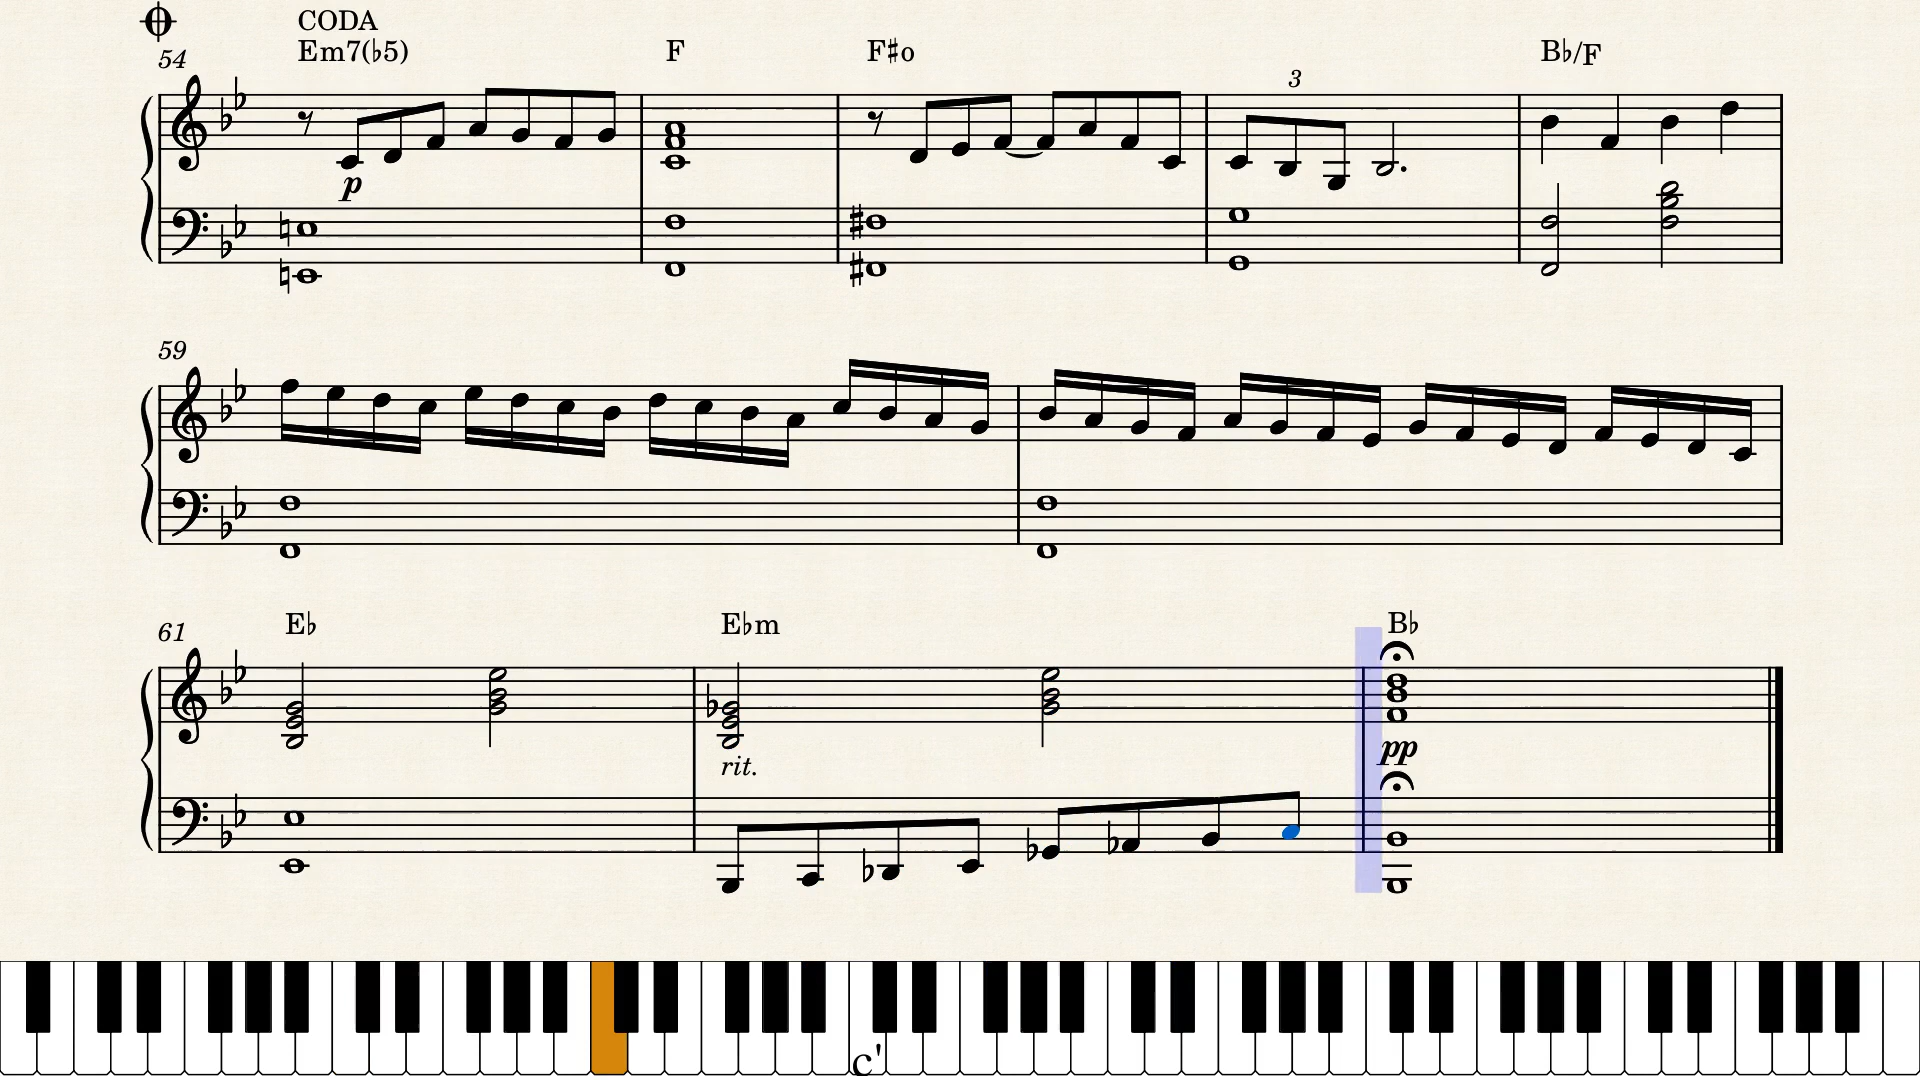 CODA
54 Em7(♭5) F F♯o 3 B♭/F
p
59
61 E♭ E♭m B♭
rit. pp
c'